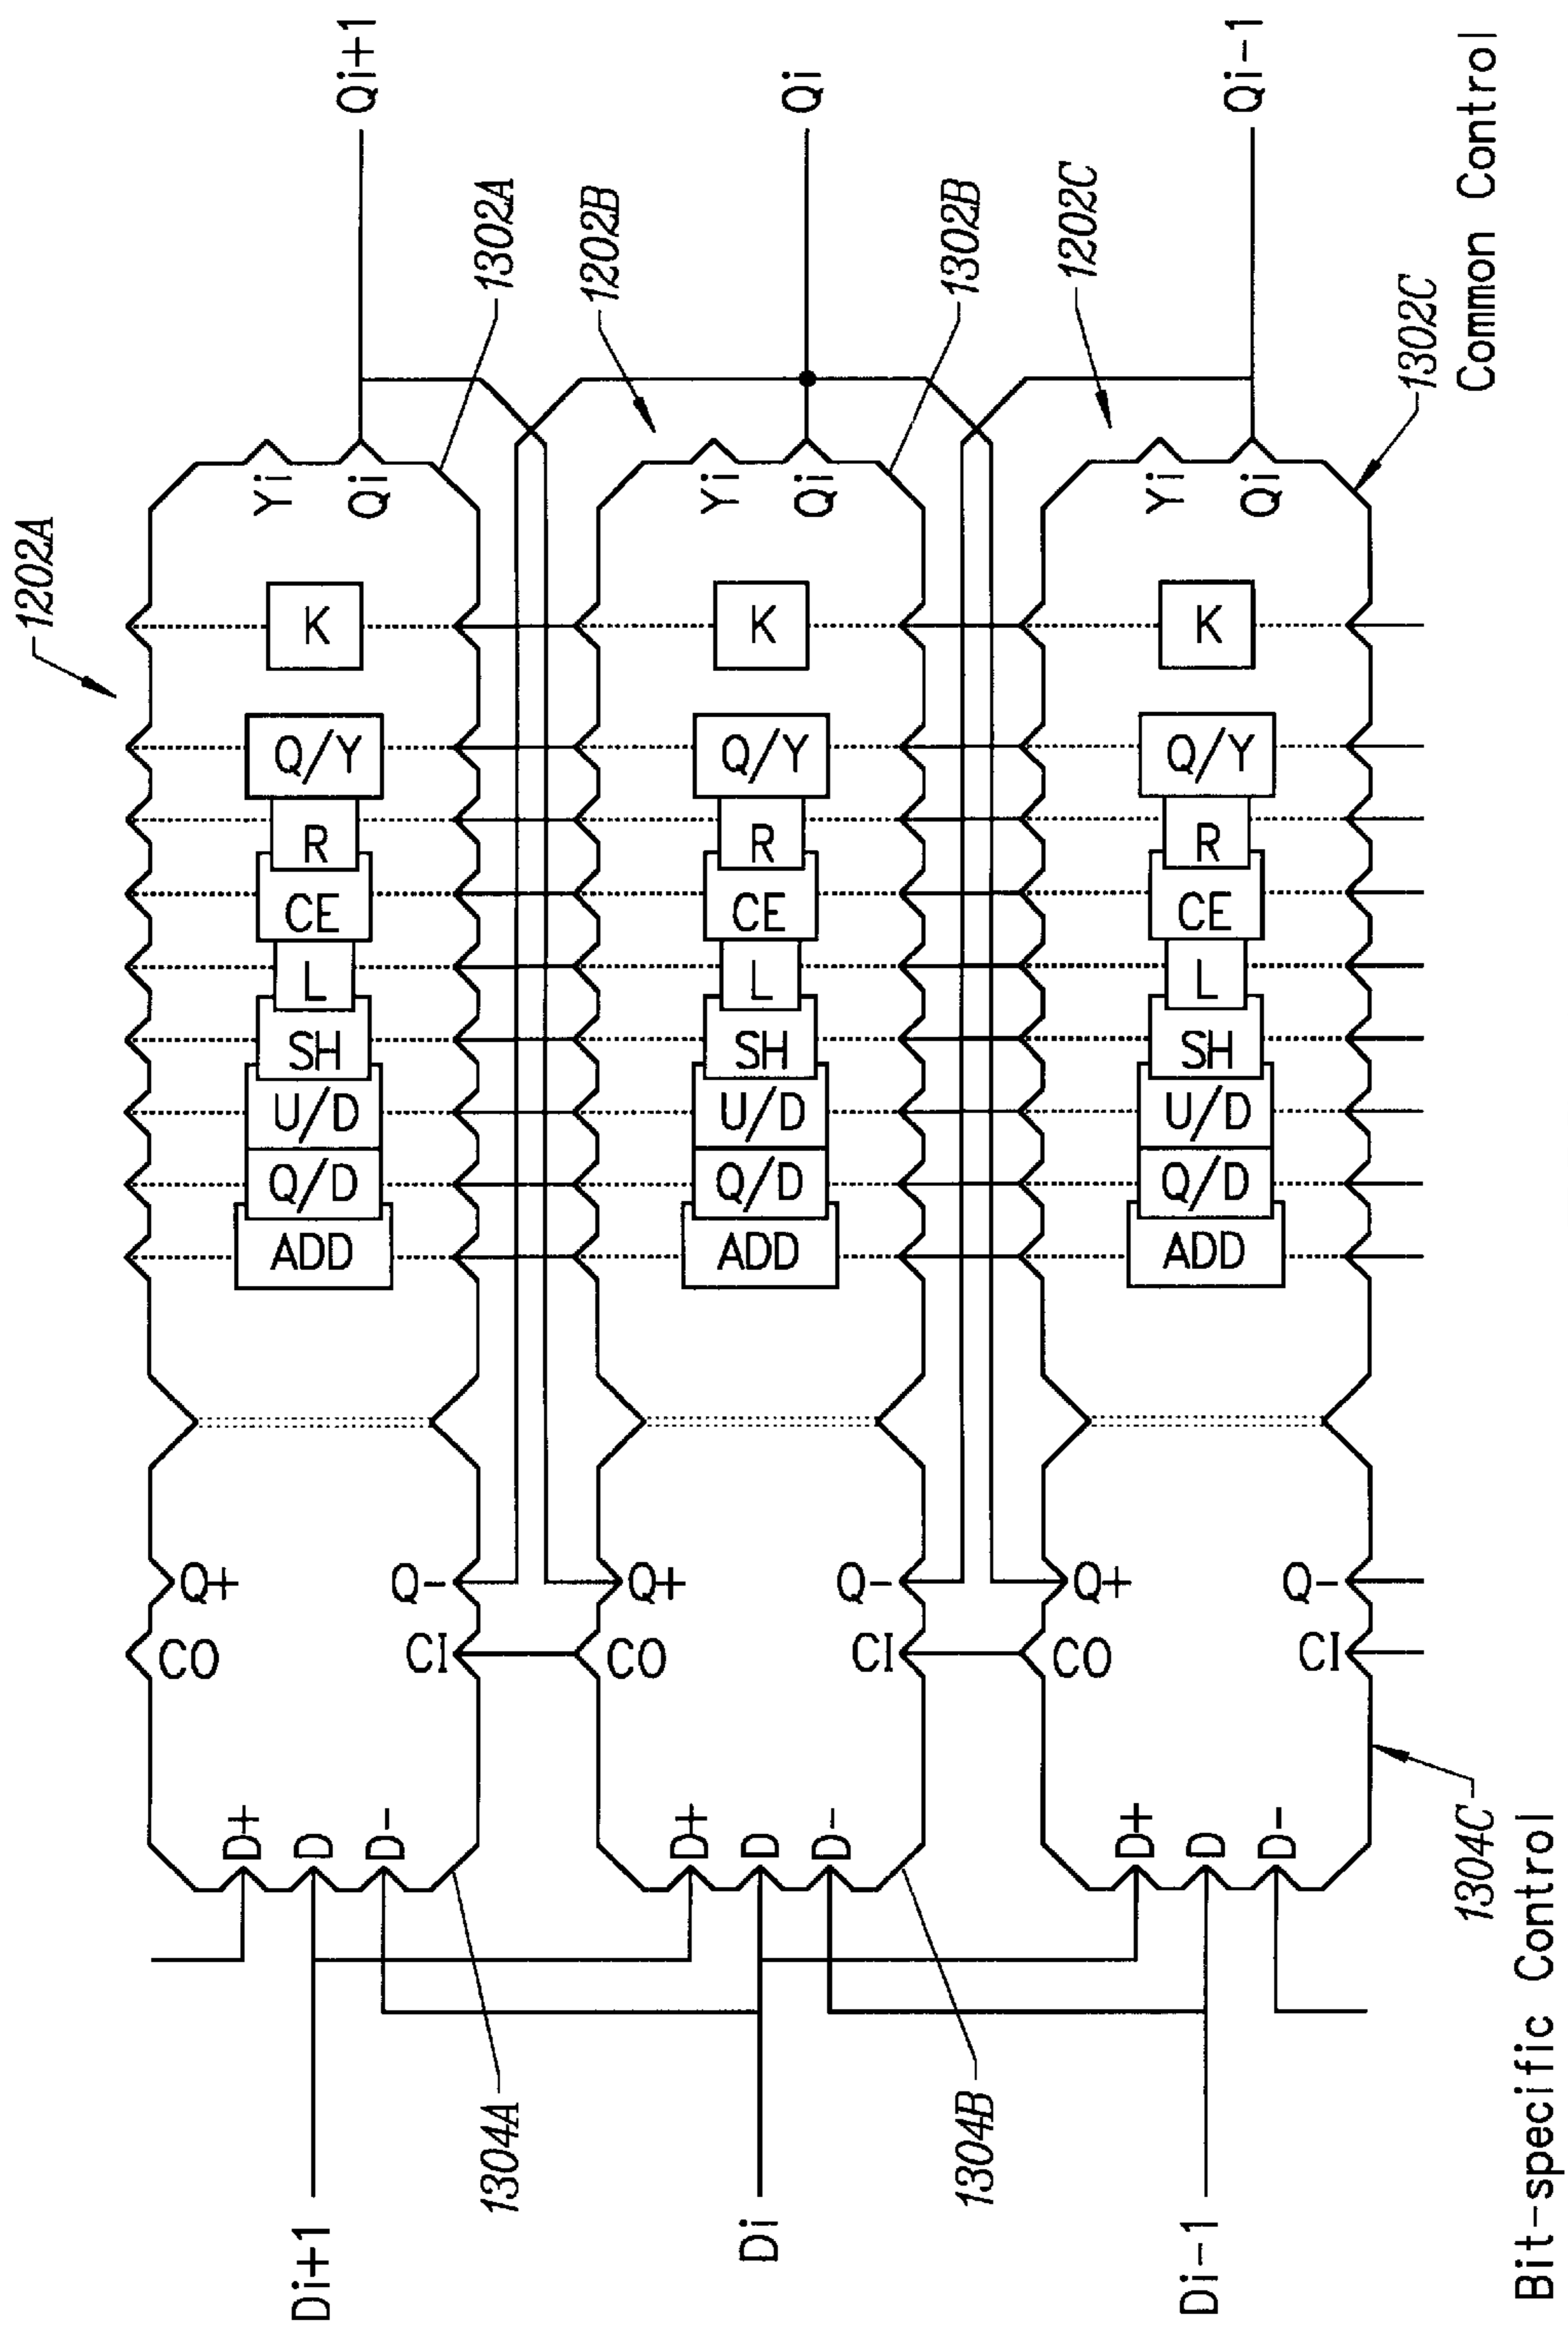 1202A
Di+1
D+
D
D-
CO
Q+
CI
Q-
ADD
Q/D
U/D
SH
L
CE
R
Q/Y
K
Yi
Qi
Qi+1
1304A
1302A
1202B
Di
D+
D
D-
CO
Q+
CI
Q-
ADD
Q/D
U/D
SH
L
CE
R
Q/Y
K
Yi
Qi
Qi
1304B
1302B
1202C
Di-1
D+
D
D-
CO
Q+
CI
Q-
ADD
Q/D
U/D
SH
L
CE
R
Q/Y
K
Yi
Qi
Qi-1
1304C
1302C
Bit-specific Control
Common Control